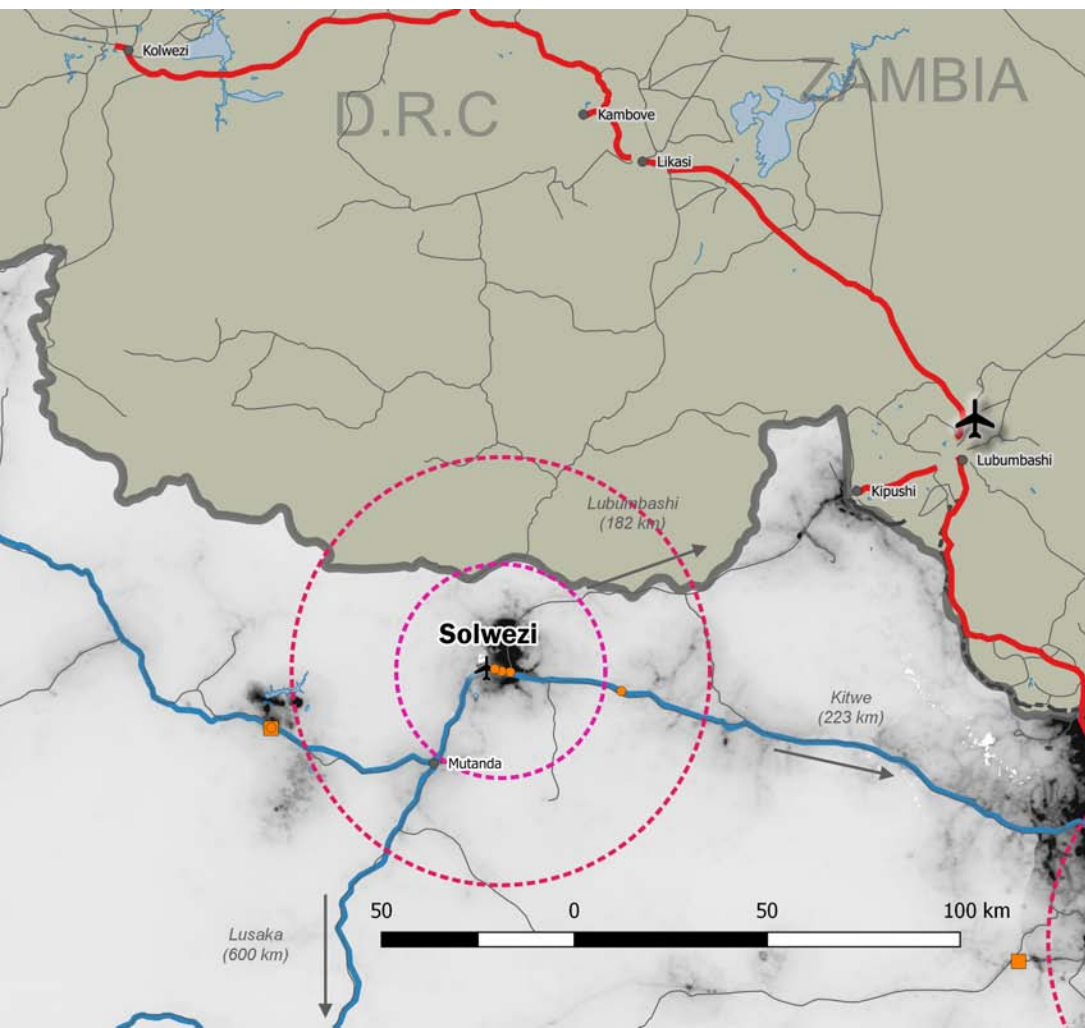 Kolwezi
D.R.C
ZAMBIA
Kambove
Likasi
Lubumbashi
Kipushi
Lubumbashi
(182 km)
Solwezi
Kitwe
(223 km)
Mutanda
50 0 50 100 km
Lusaka
(600 km)